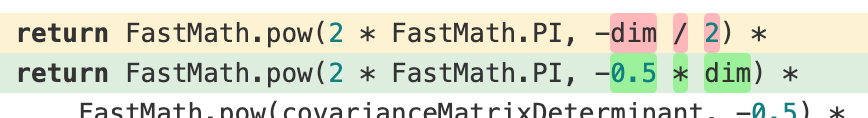 return FastMath.pow(2 * FastMath.PI, -dim / 2) *
return FastMath.pow(2 * FastMath.PI, -0.5 * dim) *
FastMath.pow(covarianceMatrixDeterminant, -0.5) *